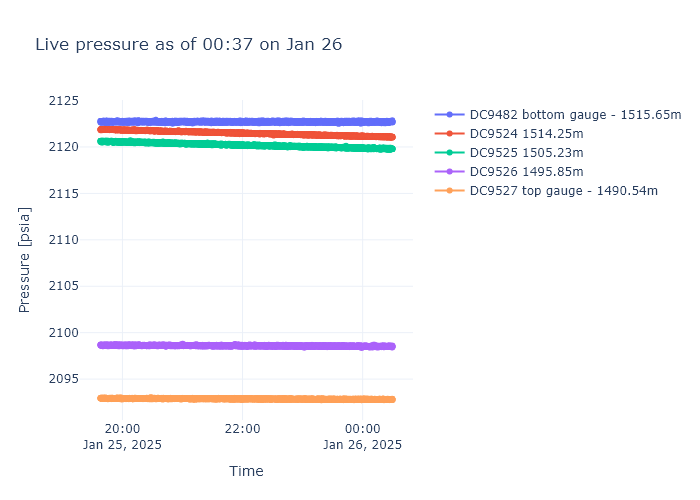 Live pressure as of 00:37 on Jan 26
2125
2120
2115
2110
2105
2100
2095
Pressure [psia]
20:00
Jan 25, 2025
22:00
00:00
Jan 26, 2025
Time
DC9482 bottom gauge - 1515.65m
DC9524 1514.25m
DC9525 1505.23m
DC9526 1495.85m
DC9527 top gauge - 1490.54m